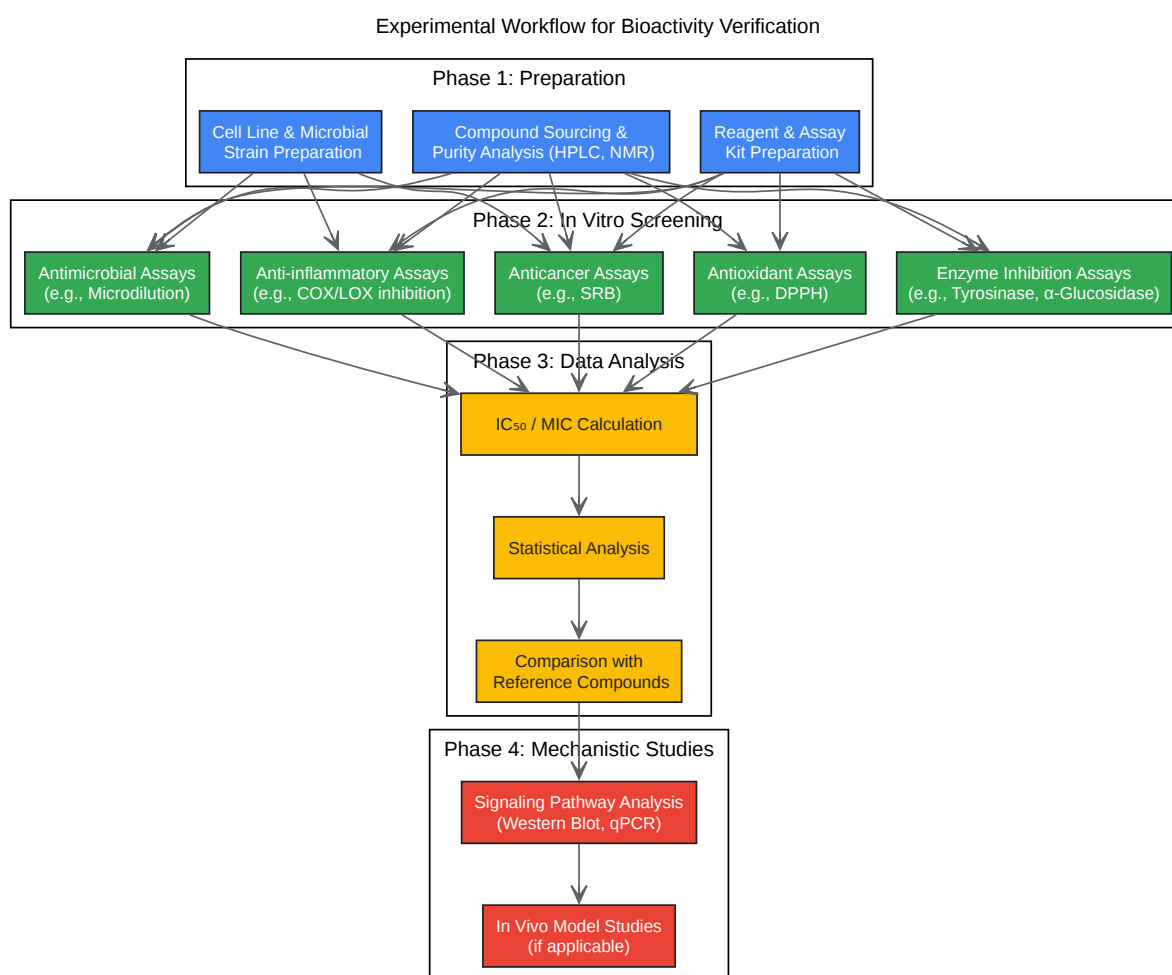 Experimental Workflow for Bioactivity Verification
Phase 1: Preparation
Cell Line & Microbial
Strain Preparation
Compound Sourcing &
Purity Analysis (HPLC, NMR)
Reagent & Assay
Kit Preparation
Phase 2: In Vitro Screening
Antimicrobial Assays
(e.g., Microdilution)
Anti-inflammatory Assays
(e.g., COX/LOX inhibition)
Anticancer Assays
(e.g., SRB)
Antioxidant Assays
(e.g., DPPH)
Enzyme Inhibition Assays
(e.g., Tyrosinase, α-Glucosidase)
Phase 3: Data Analysis
IC₅₀ / MIC Calculation
Statistical Analysis
Comparison with
Reference Compounds
Phase 4: Mechanistic Studies
Signaling Pathway Analysis
(Western Blot, qPCR)
In Vivo Model Studies
(if applicable)